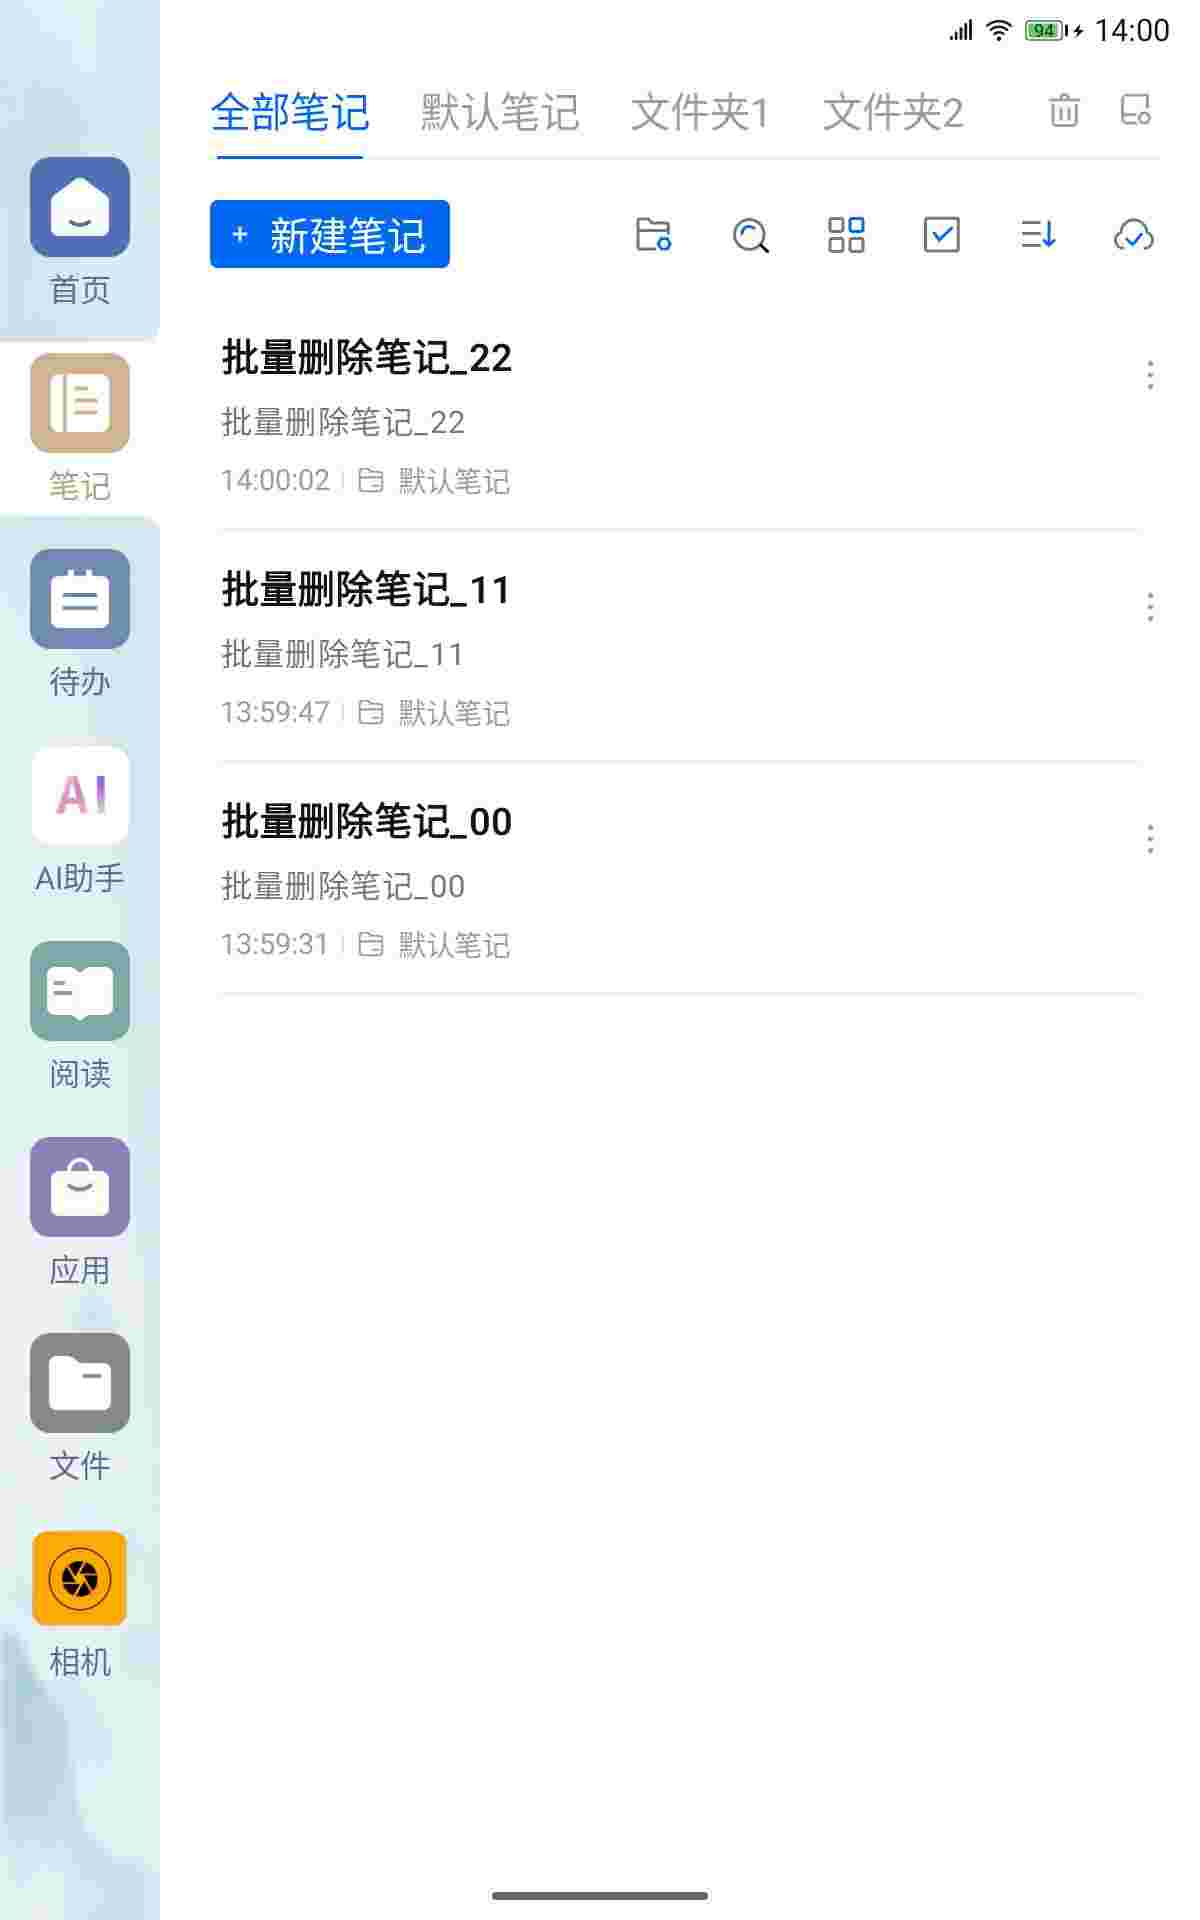 94 14:00
全部笔记 默认笔记 文件夹1 文件夹2
+ 新建笔记
批量删除笔记_22
批量删除笔记_22
14:00:02 默认笔记
批量删除笔记_11
批量删除笔记_11
13:59:47 默认笔记
批量删除笔记_00
批量删除笔记_00
13:59:31 默认笔记
首页
笔记
待办
AI
AI助手
阅读
应用
文件
相机